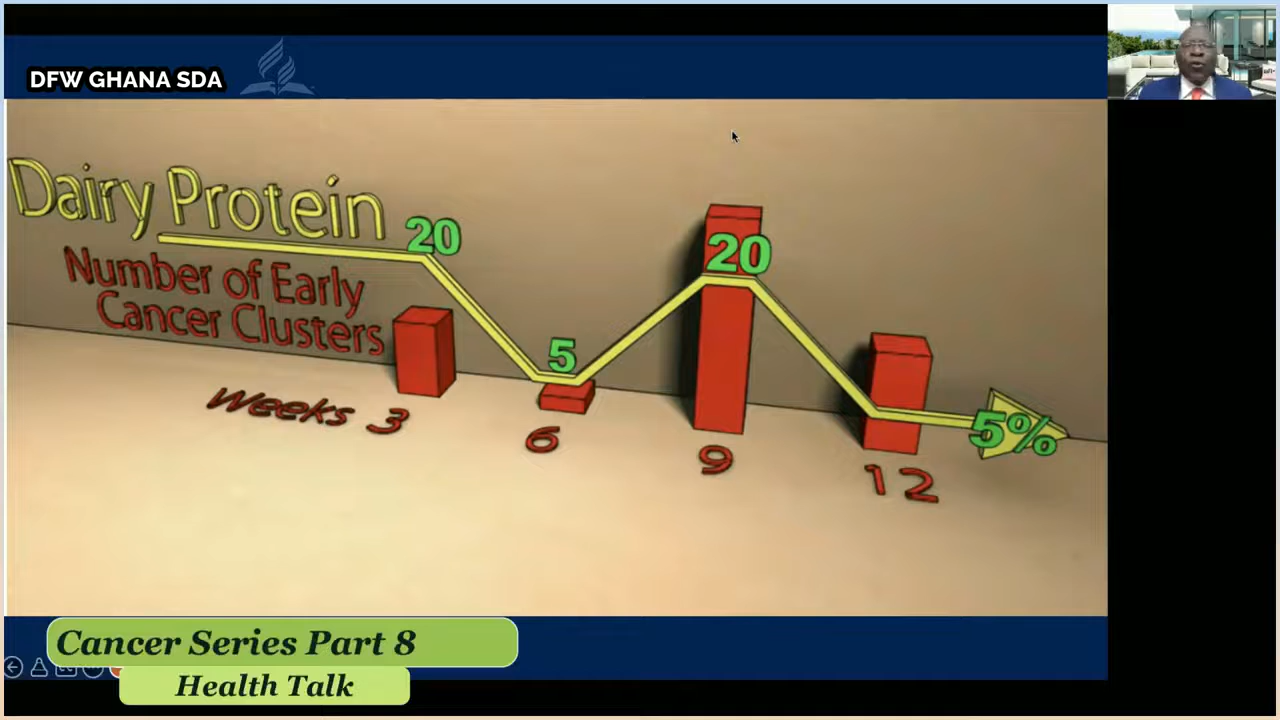 DFW GHANA SDA
Dairy Protein
Number of Early
Cancer Clusters
20
5
20
5%
Weeks 3
6
9
12
Cancer Series Part 8
Health Talk